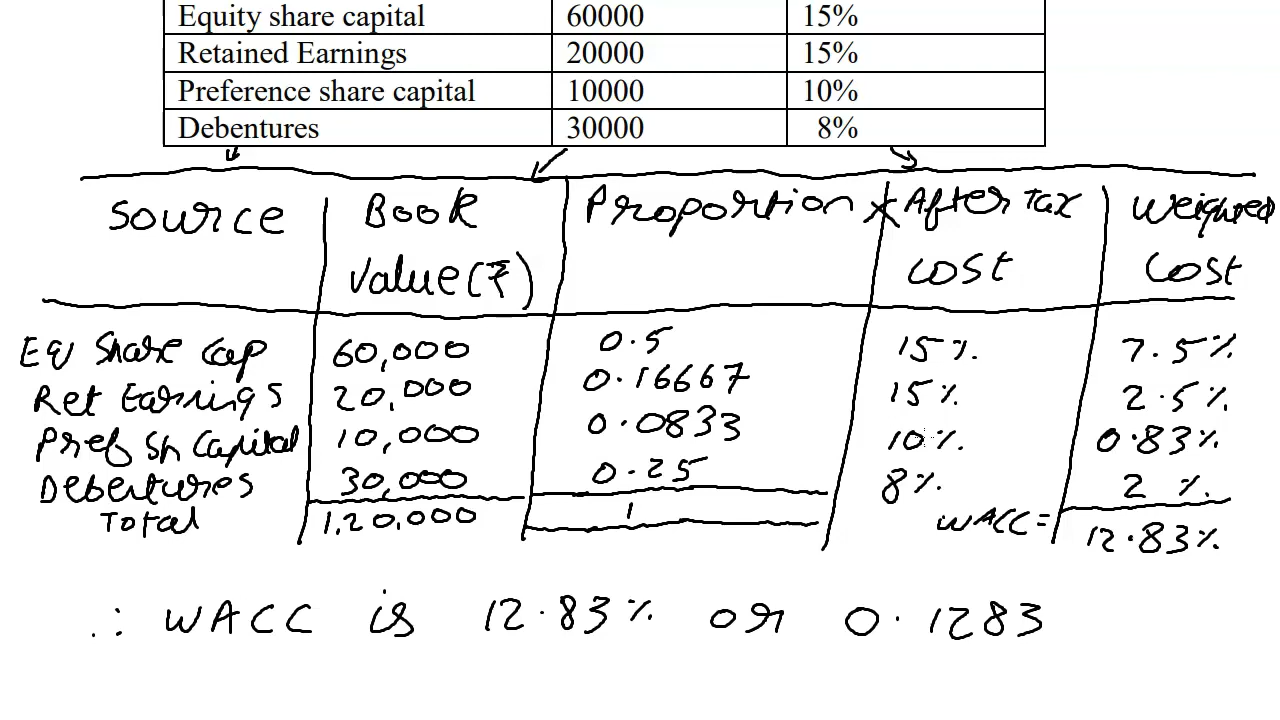 Equity share capital 60000 15%
Retained Earnings 20000 15%
Preference share capital 10000 10%
Debentures 30000 8%
Source Book Value (₹) Proportion × After Tax Cost Weighted Cost
Eq Share Cap 60,000 0.5 15% 7.5%
Ret Earnings 20,000 0.16667 15% 2.5%
Pref Sh Capital 10,000 0.0833 10% 0.83%
Debentures 30,000 0.25 8% 2 %
Total 1,20,000 1 WACC = 12.83%
∴ WACC is 12.83% or 0.1283